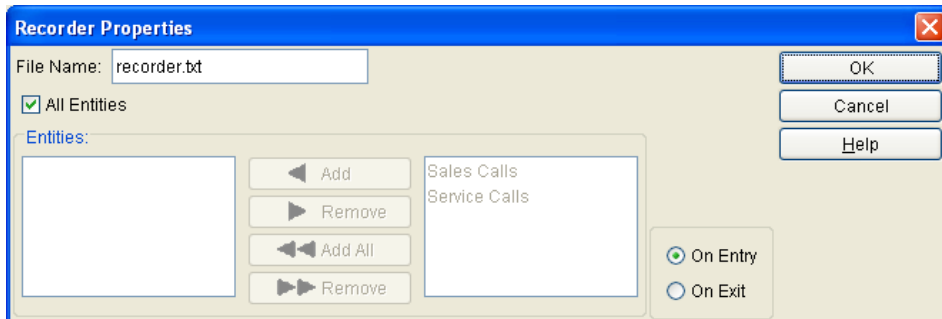 Recorder Properties
File Name: recorder.txt
OK
All Entities
Cancel
Entities:
Help
Add
Sales Calls
Service Calls
Remove
Add All
On Entry
Remove
On Exit